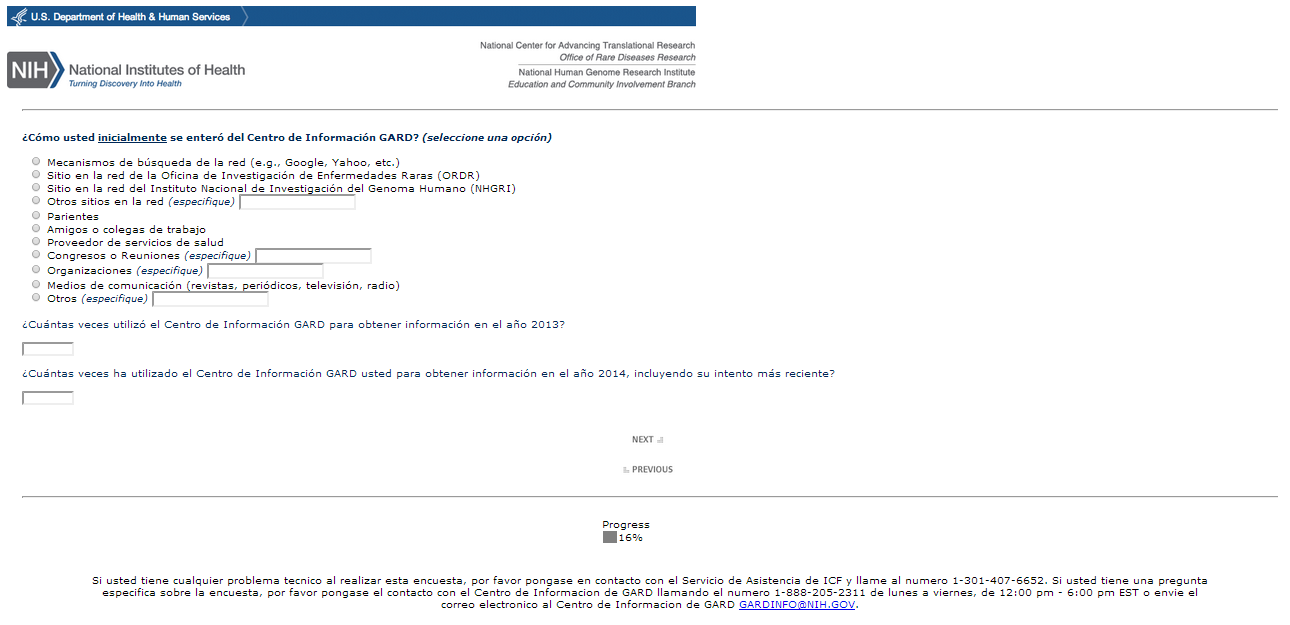 U.S. Department of Health & Human Services
National Center for Advancing Translational Research
Office of Rare Diseases Research
National Human Genome Research Institute
Education and Community Involvement Branch
NIH National Institutes of Health
Turning Discovery Into Health
¿Cómo usted inicialmente se enteró del Centro de Información GARD? (seleccione una opción)
Mecanismos de búsqueda de la red (e.g., Google, Yahoo, etc.)
Sitio en la red de la Oficina de Investigación de Enfermedades Raras (ORDR)
Sitio en la red del Instituto Nacional de Investigación del Genoma Humano (NHGRI)
Otros sitios en la red (especifique)
Parientes
Amigos o colegas de trabajo
Proveedor de servicios de salud
Congresos o Reuniones (especifique)
Organizaciones (especifique)
Medios de comunicación (revistas, periódicos, televisión, radio)
Otros (especifique)
¿Cuántas veces utilizó el Centro de Información GARD para obtener información en el año 2013?
¿Cuántas veces ha utilizado el Centro de Información GARD usted para obtener información en el año 2014, incluyendo su intento más reciente?
NEXT
PREVIOUS
Progress
16%
Si usted tiene cualquier problema tecnico al realizar esta encuesta, por favor pongase en contacto con el Servicio de Asistencia de ICF y llame al numero 1-301-407-6652. Si usted tiene una pregunta
especifica sobre la encuesta, por favor pongase el contacto con el Centro de Informacion de GARD llamando el numero 1-888-205-2311 de lunes a viernes, de 12:00 pm - 6:00 pm EST o envie el
correo electronico al Centro de Informacion de GARD GARDINFO@NIH.GOV.